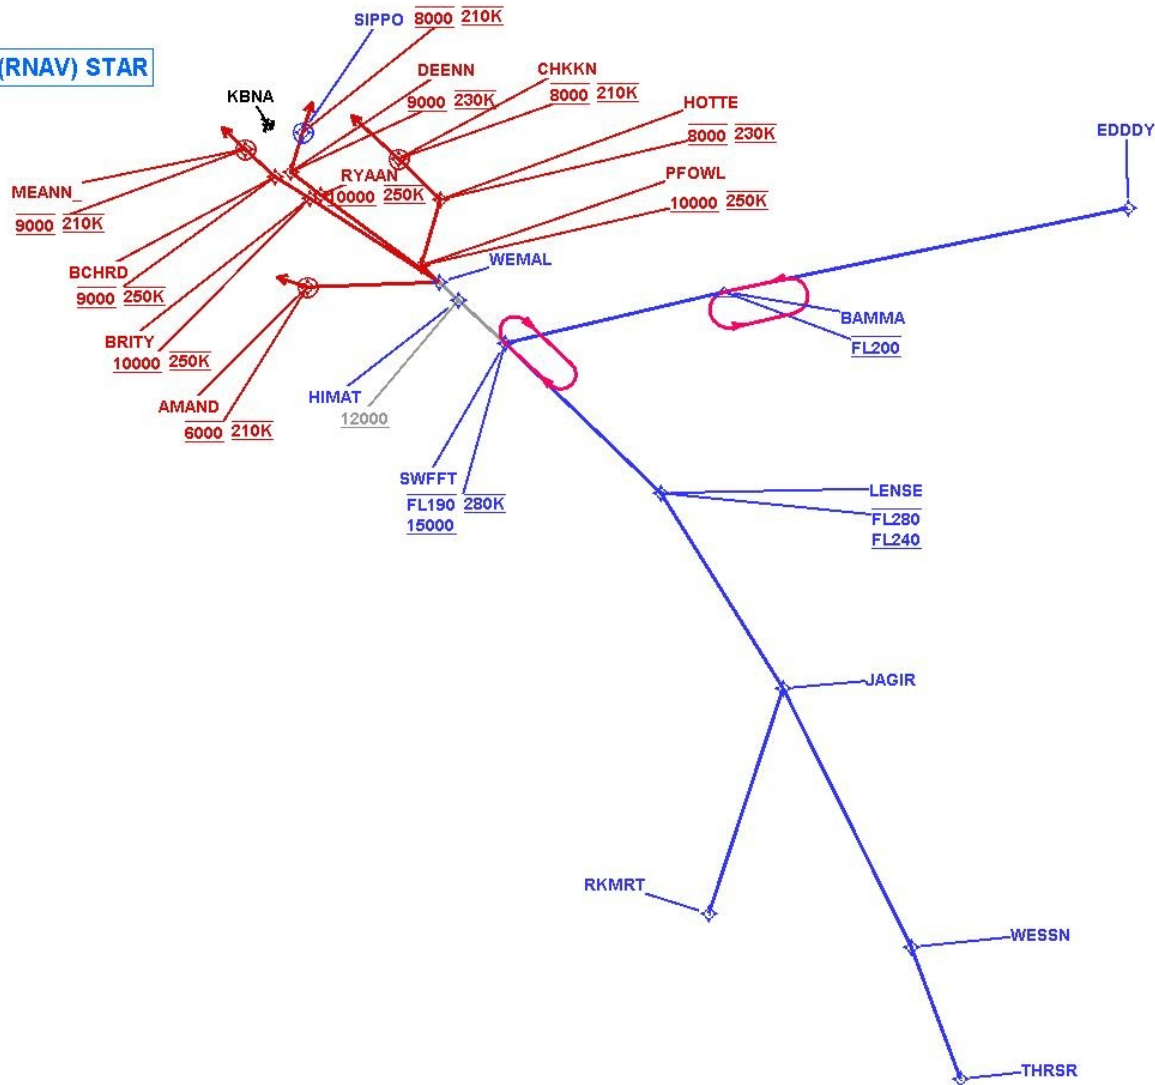 SIPPO 8000 210K
(RNAV) STAR
DEENN
9000 230K
CHKKN
8000 210K
KBNA
HOTTE
8000 230K
EDDDY
MEANN_
9000 210K
RYAAN
10000 250K
PFOWL
10000 250K
BCHRD
9000 250K
WEMAL
BAMMA
FL200
BRITY
10000 250K
HIMAT
12000
AMAND
6000 210K
SWFFT
FL190 280K
15000
LENSE
FL280
FL240
JAGIR
RKMRT
WESSN
THRSR